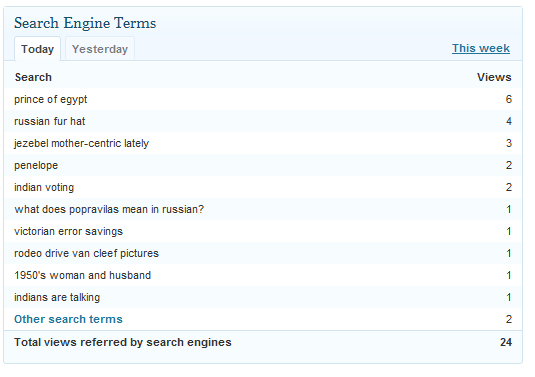 Search Engine Terms
Today Yesterday This week
Search Views
prince of egypt 6
russian fur hat 4
jezebel mother-centric lately 3
penelope 2
indian voting 2
what does popravilas mean in russian? 1
victorian error savings 1
rodeo drive van cleef pictures 1
1950's woman and husband 1
indians are talking 1
Other search terms 2
Total views referred by search engines 24